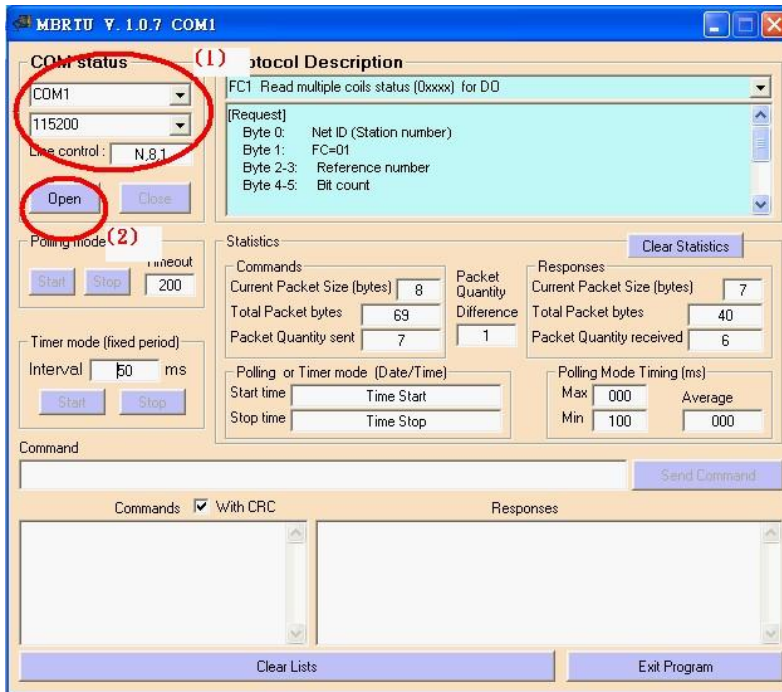 MBRTU V. 1.0.7 COM1
COM status
(1)
otocol Description
COM1
115200
Line control : N,8,1
Open
Close
FC1 Read multiple coils status (0xxxx) for DO
[Request]
Byte 0: Net ID (Station number)
Byte 1: FC=01
Byte 2-3: Reference number
Byte 4-5: Bit count
Polling mode
(2)
Timeout
Start
Stop
200
Statistics
Clear Statistics
Commands
Current Packet Size (bytes) 8
Total Packet bytes 69
Packet Quantity sent 7
Packet
Quantity
Difference
1
Responses
Current Packet Size (bytes) 7
Total Packet bytes 40
Packet Quantity received 6
Timer mode (fixed period)
Interval 50 ms
Start
Stop
Polling or Timer mode (Date/Time)
Start time Time Start
Stop time Time Stop
Polling Mode Timing (ms)
Max 000
Min 100
Average
000
Command
Send Command
Commands With CRC
Responses
Clear Lists
Exit Program